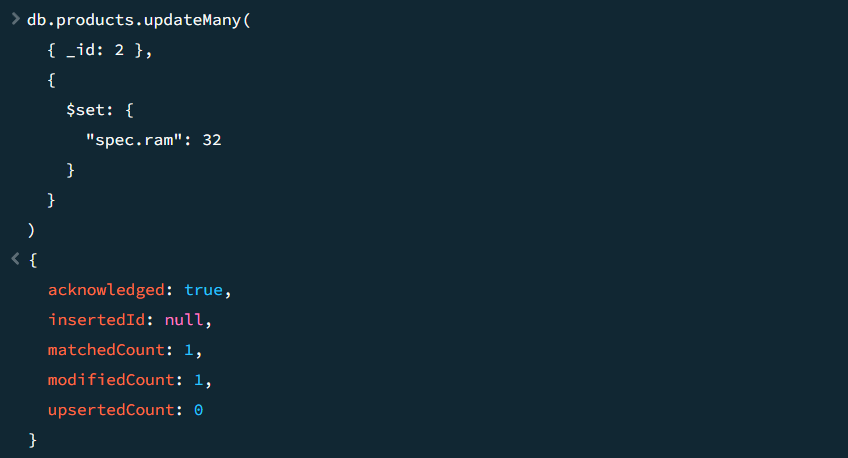 > db.products.updateMany(
    { _id: 2 },
    {
      $set: {
        "spec.ram": 32
      }
    }
  )
< {
    acknowledged: true,
    insertedId: null,
    matchedCount: 1,
    modifiedCount: 1,
    upsertedCount: 0
  }